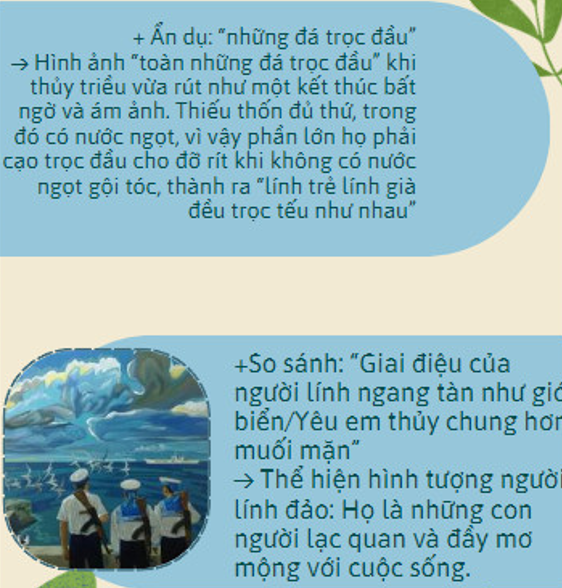 + Ẩn dụ: “những đá trọc đầu”
→ Hình ảnh “toàn những đá trọc đầu” khi
thủy triều vừa rút như một kết thúc bất
ngờ và ám ảnh. Thiếu thốn đủ thứ, trong
đó có nước ngọt, vì vậy phần lớn họ phải
cạo trọc đầu cho đỡ rít khi không có nước
ngọt gội tóc, thành ra “lính trẻ lính già
đều trọc tếu như nhau”
+So sánh: “Giai điệu của
người lính ngang tàn như gió
biển/Yêu em thủy chung hơn
muối mặn”
→ Thể hiện hình tượng người
lính đảo: Họ là những con
người lạc quan và đầy mơ
mộng với cuộc sống.